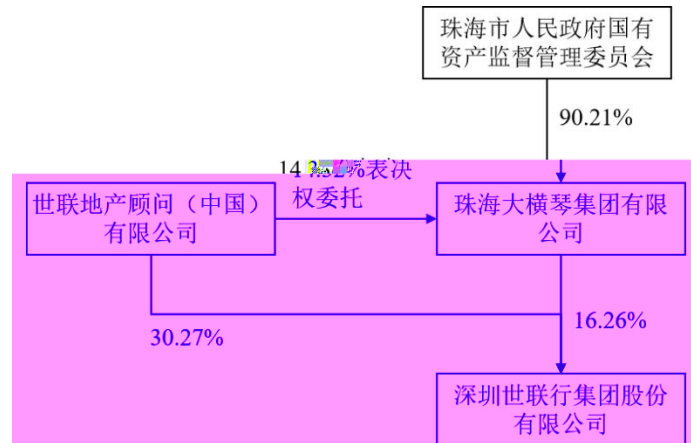 珠海市人民政府国有
资产监督管理委员会
90.21%
表决
权委托
世联地产顾问（中国）
有限公司
珠海大横琴集团有限
公司
30.27%
16.26%
深圳世联行集团股份
有限公司